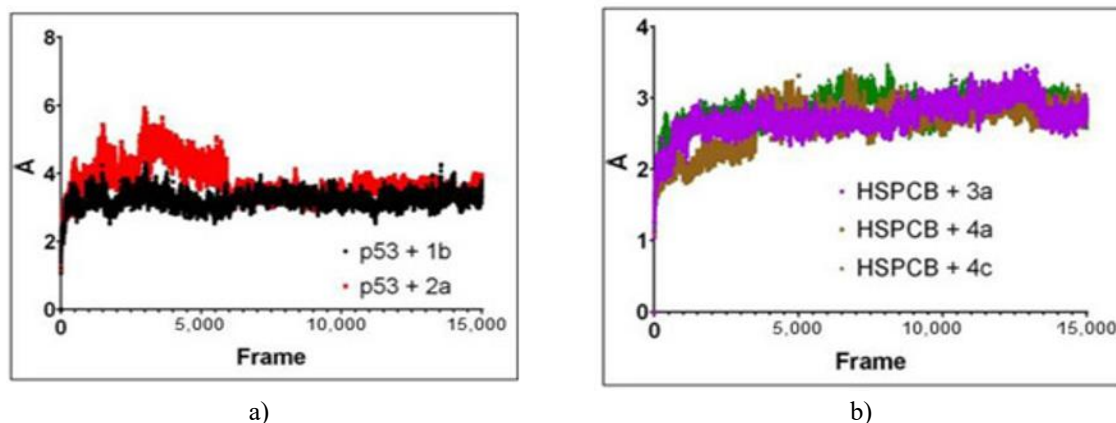 8
6
4
2
0
Å
0
5,000
10,000
15,000
Frame
p53 + 1b
p53 + 2a
a)
4
3
2
1
0
Å
0
5,000
10,000
15,000
Frame
HSPCB + 3a
HSPCB + 4a
HSPCB + 4c
b)